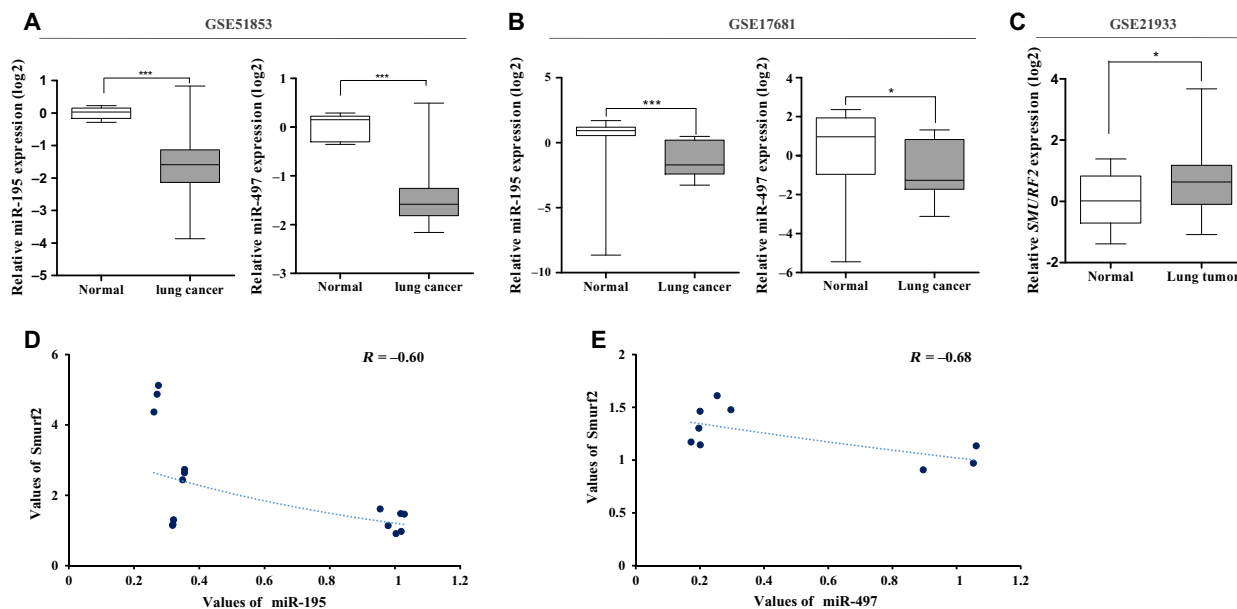 A
GSE51853
Relative miR-195 expression (log2)
1
0
–1
–2
–3
–4
–5
***
Normal
lung cancer
Relative miR-497 expression (log2)
1
0
–1
–2
–3
***
Normal
lung cancer
B
GSE17681
Relative miR-195 expression (log2)
5
0
–5
–10
***
Normal
Lung cancer
Relative miR-497 expression (log2)
4
2
0
–2
–4
–6
*
Normal
Lung cancer
C
GSE21933
Relative SMURF2 expression (log2)
4
2
0
-2
*
Normal
Lung tumor
D
R = –0.60
Values of Smurf2
6
4
2
0
0
0.2
0.4
0.6
0.8
1
1.2
Values of miR-195
E
R = –0.68
Values of Smurf2
2
1.5
1
0.5
0
0
0.2
0.4
0.6
0.8
1
1.2
Values of miR-497